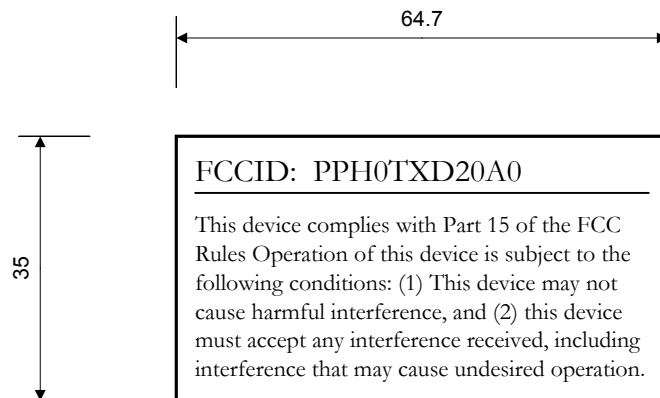 64.7
35
FCCID: PPH0TXD20A0
This device complies with Part 15 of the FCC
Rules Operation of this device is subject to the
following conditions: (1) This device may not
cause harmful interference, and (2) this device
must accept any interference received, including
interference that may cause undesired operation.